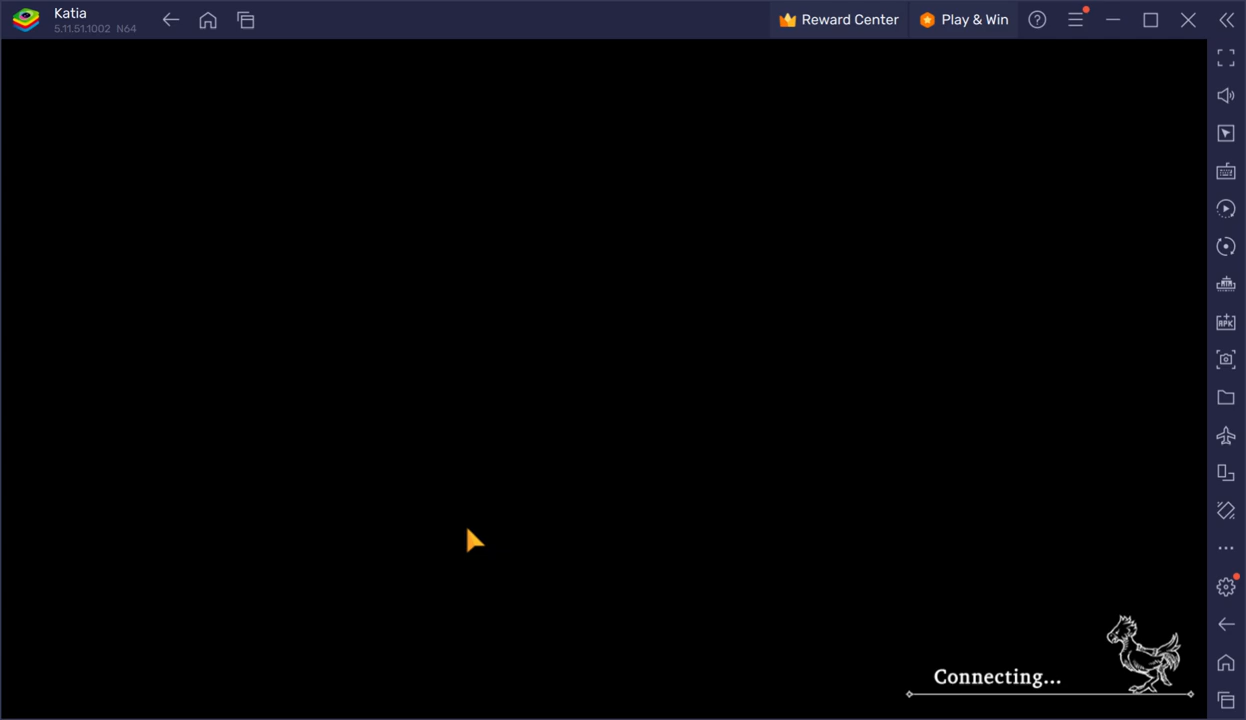 Katia
5.11.51.1002 N64
Reward Center
Play & Win
Connecting...